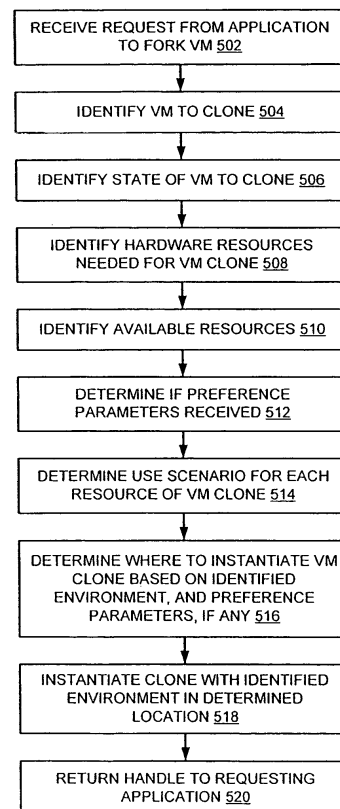 RECEIVE REQUEST FROM APPLICATION
TO FORK VM 502
IDENTIFY VM TO CLONE 504
IDENTIFY STATE OF VM TO CLONE 506
IDENTIFY HARDWARE RESOURCES
NEEDED FOR VM CLONE 508
IDENTIFY AVAILABLE RESOURCES 510
DETERMINE IF PREFERENCE
PARAMETERS RECEIVED 512
DETERMINE USE SCENARIO FOR EACH
RESOURCE OF VM CLONE 514
DETERMINE WHERE TO INSTANTIATE VM
CLONE BASED ON IDENTIFIED
ENVIRONMENT, AND PREFERENCE
PARAMETERS, IF ANY 516
INSTANTIATE CLONE WITH IDENTIFIED
ENVIRONMENT IN DETERMINED
LOCATION 518
RETURN HANDLE TO REQUESTING
APPLICATION 520